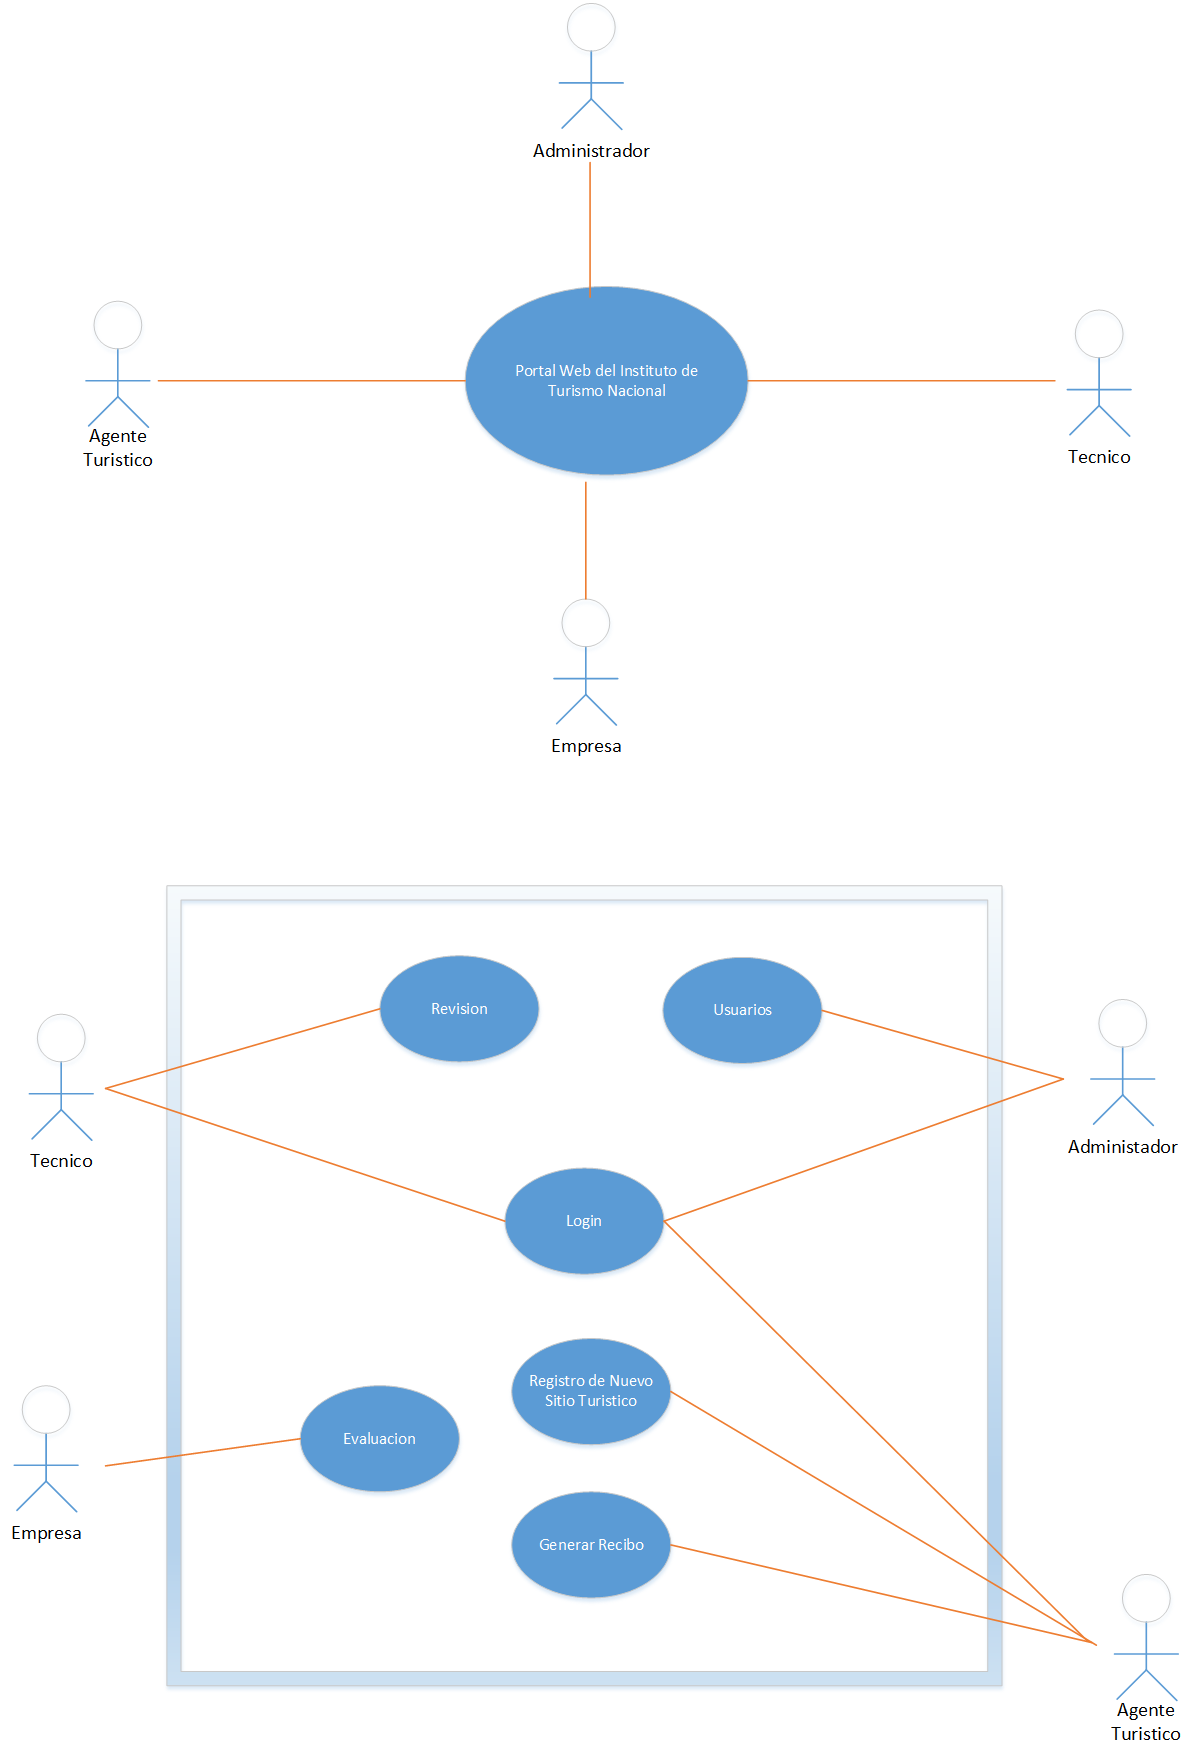 Administrador
Portal Web del Instituto de
Turismo Nacional
Agente
Turistico
Tecnico
Empresa
Revision
Usuarios
Tecnico
Administador
Login
Registro de Nuevo
Sitio Turistico
Evaluacion
Empresa
Generar Recibo
Agente
Turistico